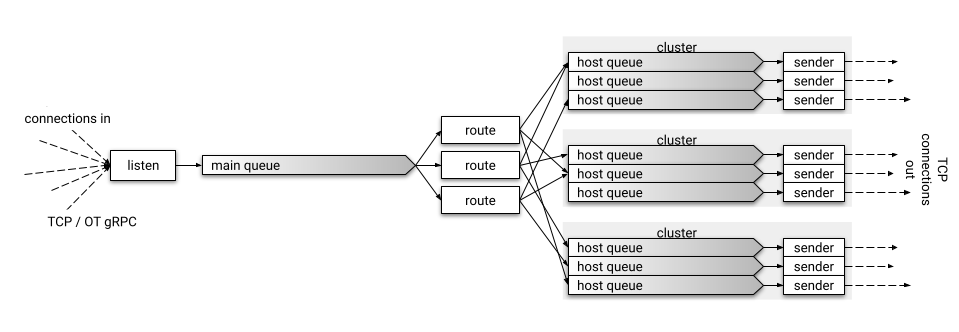 connections in
listen
TCP / OT gRPC
main queue
route
route
route
cluster
host queue
sender
host queue
sender
host queue
sender
cluster
host queue
sender
host queue
sender
host queue
sender
cluster
host queue
sender
host queue
sender
host queue
sender
TCP
connections
out